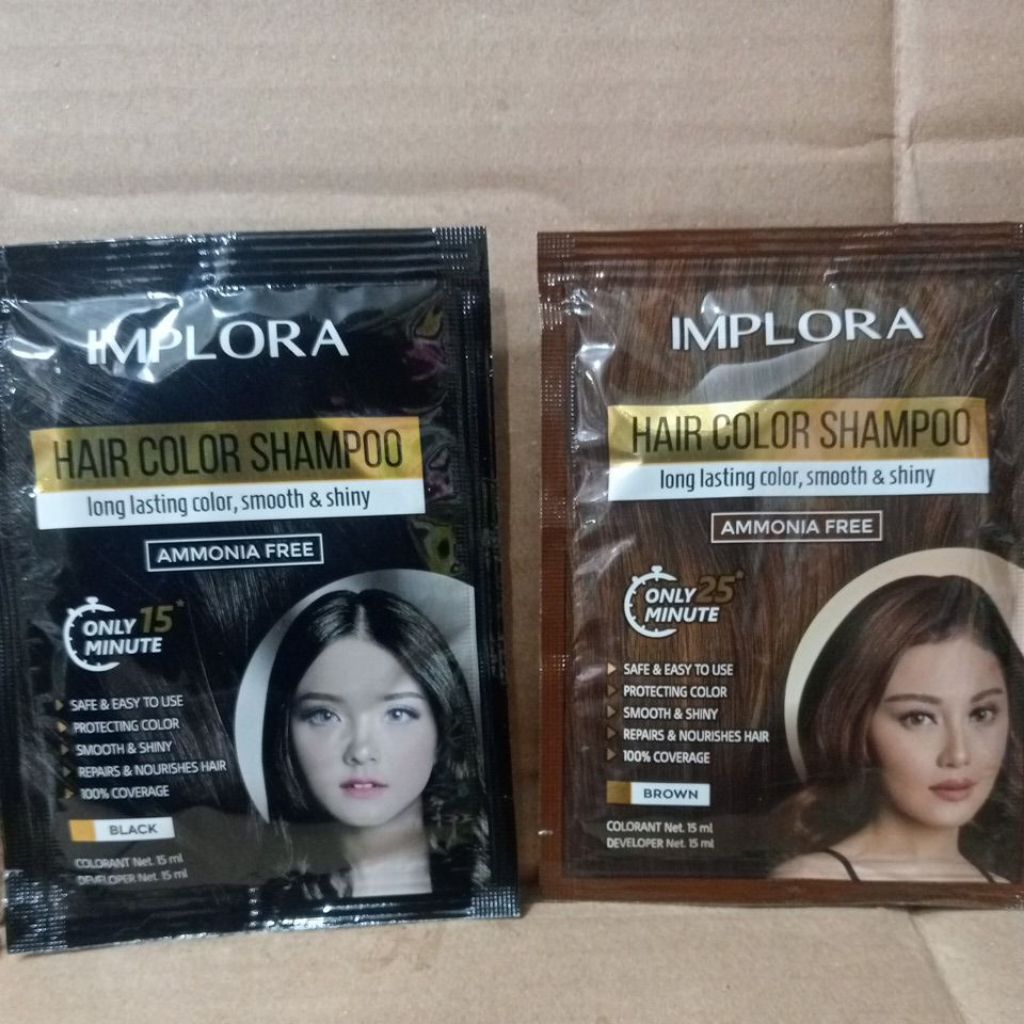 IMPLORA
HAIR COLOR SHAMPOO
long lasting color, smooth & shiny
AMMONIA FREE
ONLY 15*
MINUTE
SAFE & EASY TO USE
PROTECTING COLOR
SMOOTH & SHINY
REPAIRS & NOURISHES HAIR
100% COVERAGE
BLACK
COLORANT Net. 15 ml
DEVELOPER Net. 15 ml
IMPLORA
HAIR COLOR SHAMPOO
long lasting color, smooth & shiny
AMMONIA FREE
ONLY 25*
MINUTE
SAFE & EASY TO USE
PROTECTING COLOR
SMOOTH & SHINY
REPAIRS & NOURISHES HAIR
100% COVERAGE
BROWN
COLORANT Net. 15 ml
DEVELOPER Net. 15 ml